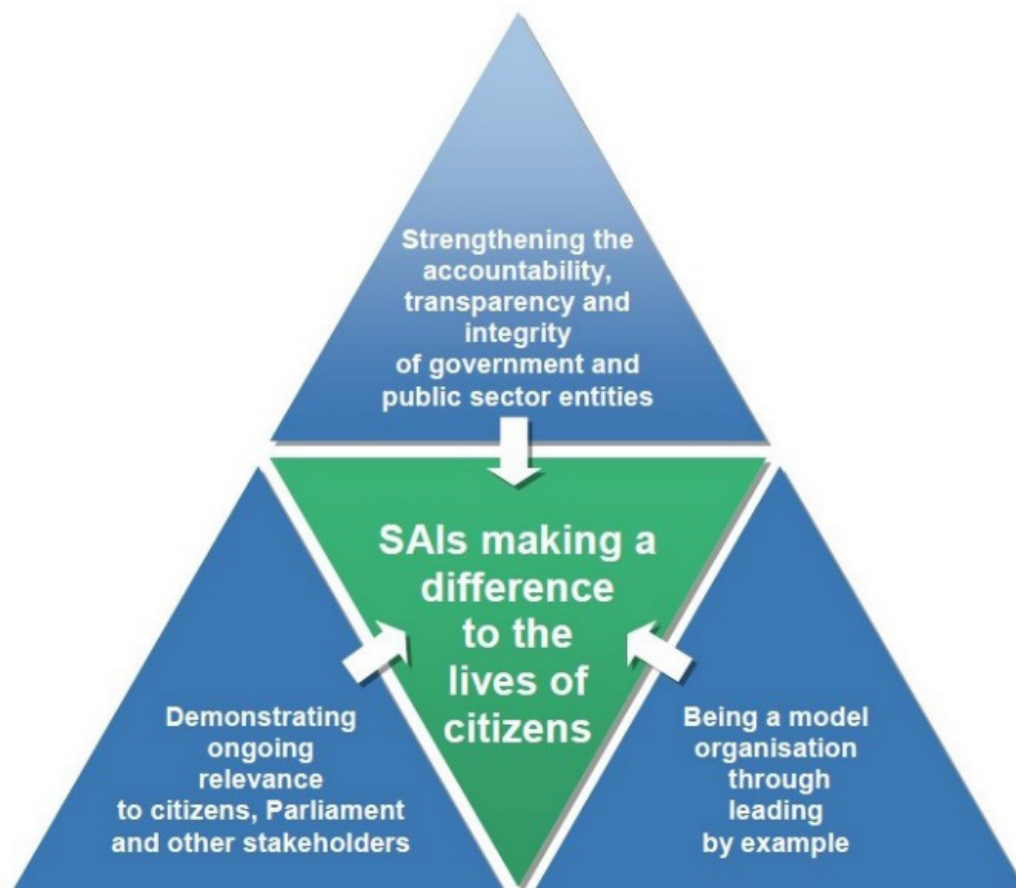 Strengthening the
accountability,
transparency and
integrity
of government and
public sector entities
SAIs making a
difference
to the
lives of
citizens
Demonstrating
ongoing
relevance
to citizens, Parliament
and other stakeholders
Being a model
organisation
through
leading
by example